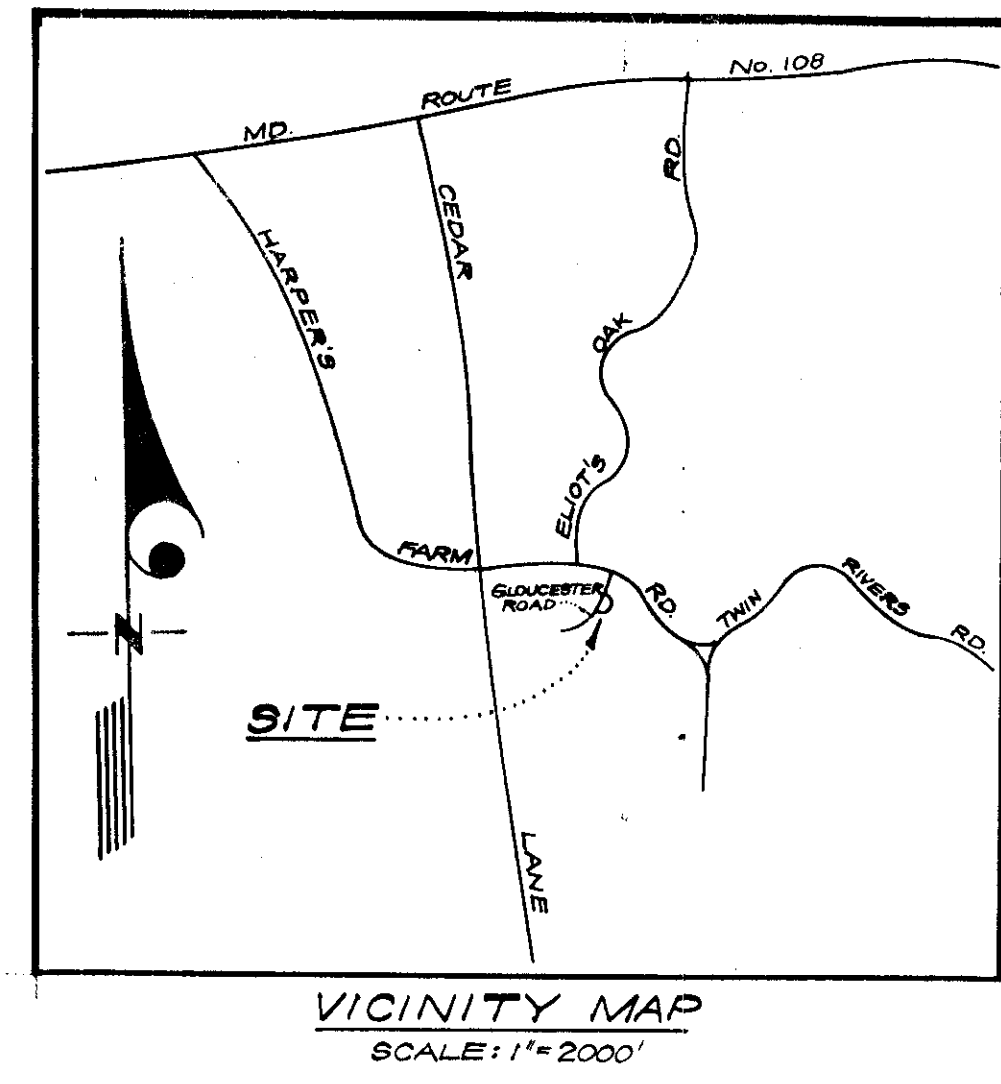 MD. ROUTE No. 108
HARPER'S FARM RD.
CEDAR LANE
ELIOT'S OAK RD.
GLOUCESTER
ROAD
TWIN RIVERS RD.
N
SITE
VICINITY MAP
SCALE: 1"=2000'